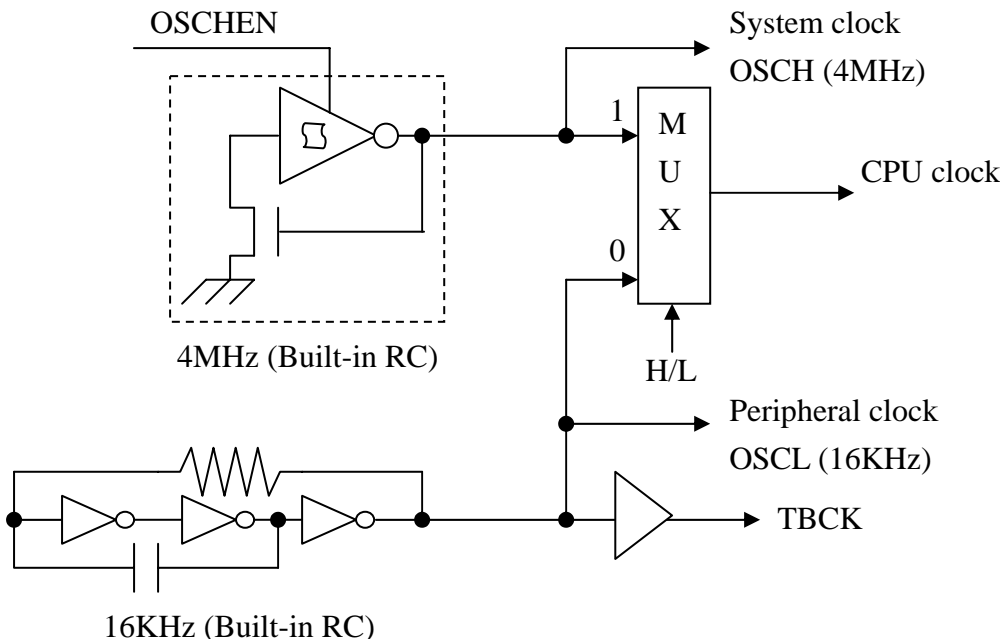 OSCHEN
System clock
OSCH (4MHz)
1
M
U
X
CPU clock
0
4MHz (Built-in RC)
H/L
Peripheral clock
OSCL (16KHz)
TBCK
16KHz (Built-in RC)